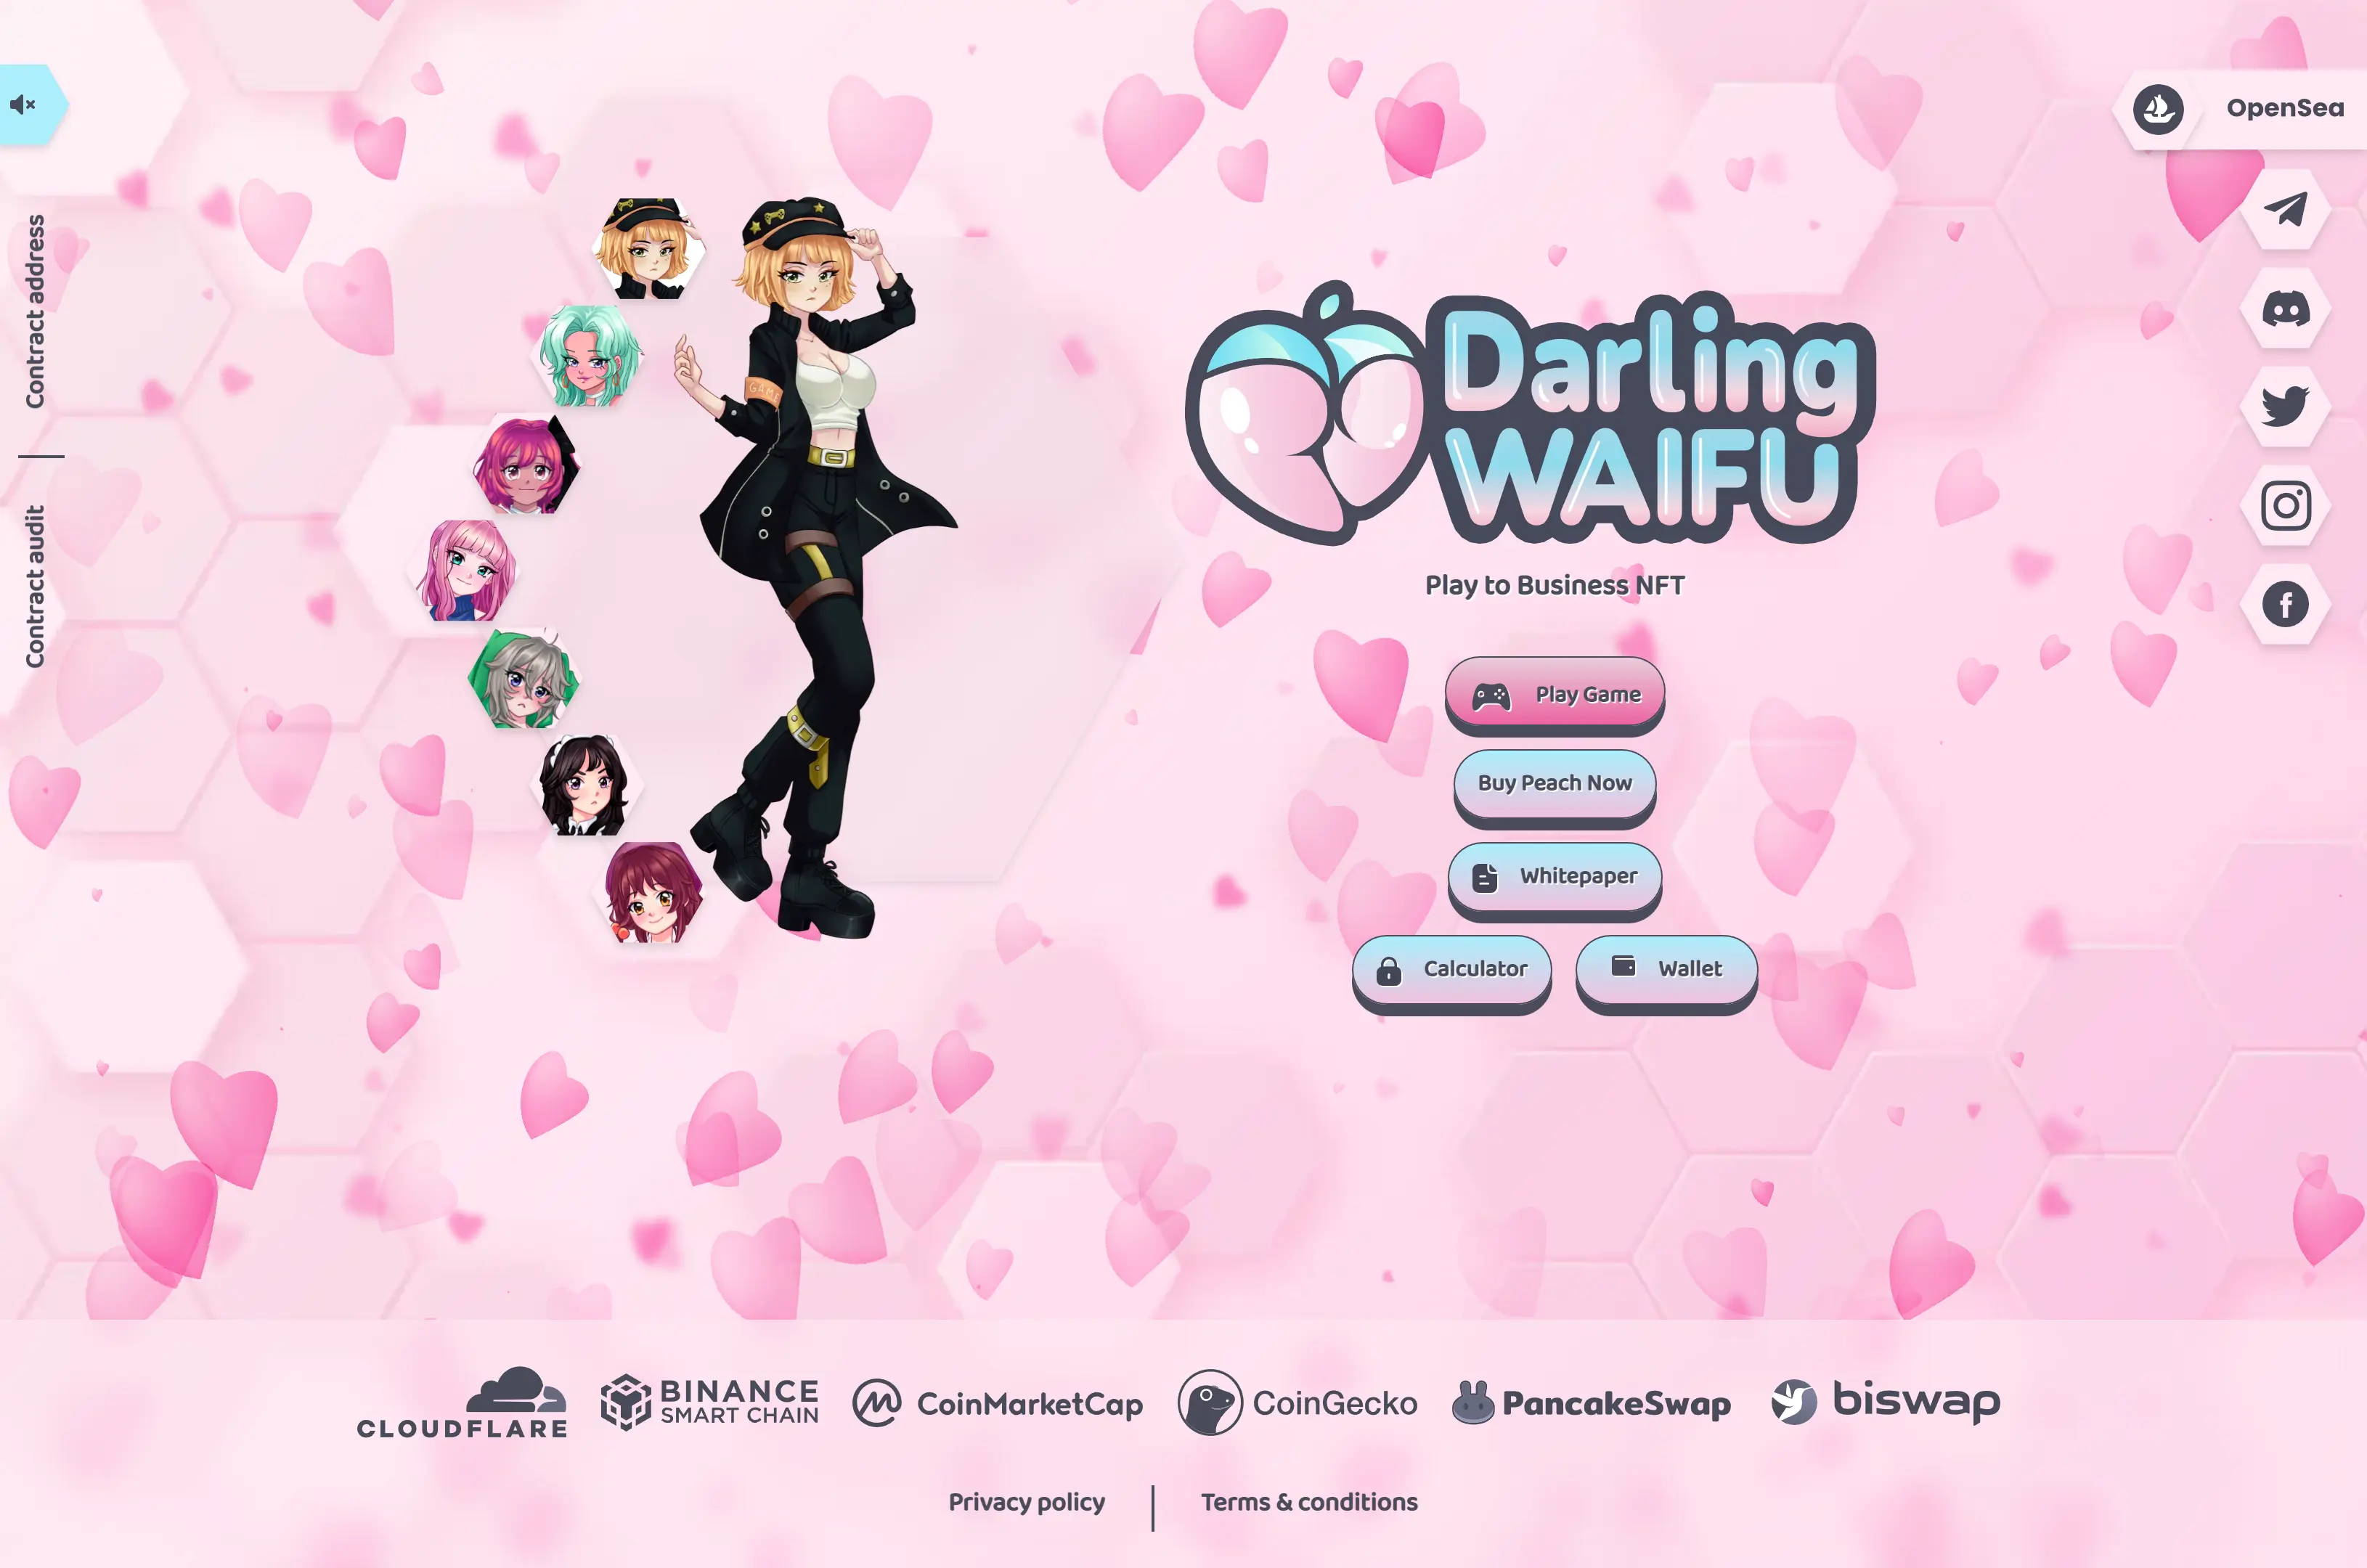 OpenSea
Contract address
Contract audit
GAME
Darling
WAIFU
Play to Business NFT
Play Game
Buy Peach Now
Whitepaper
Calculator
Wallet
CLOUDFLARE
BINANCE
SMART CHAIN
CoinMarketCap
CoinGecko
PancakeSwap
biswap
Privacy policy
Terms & conditions